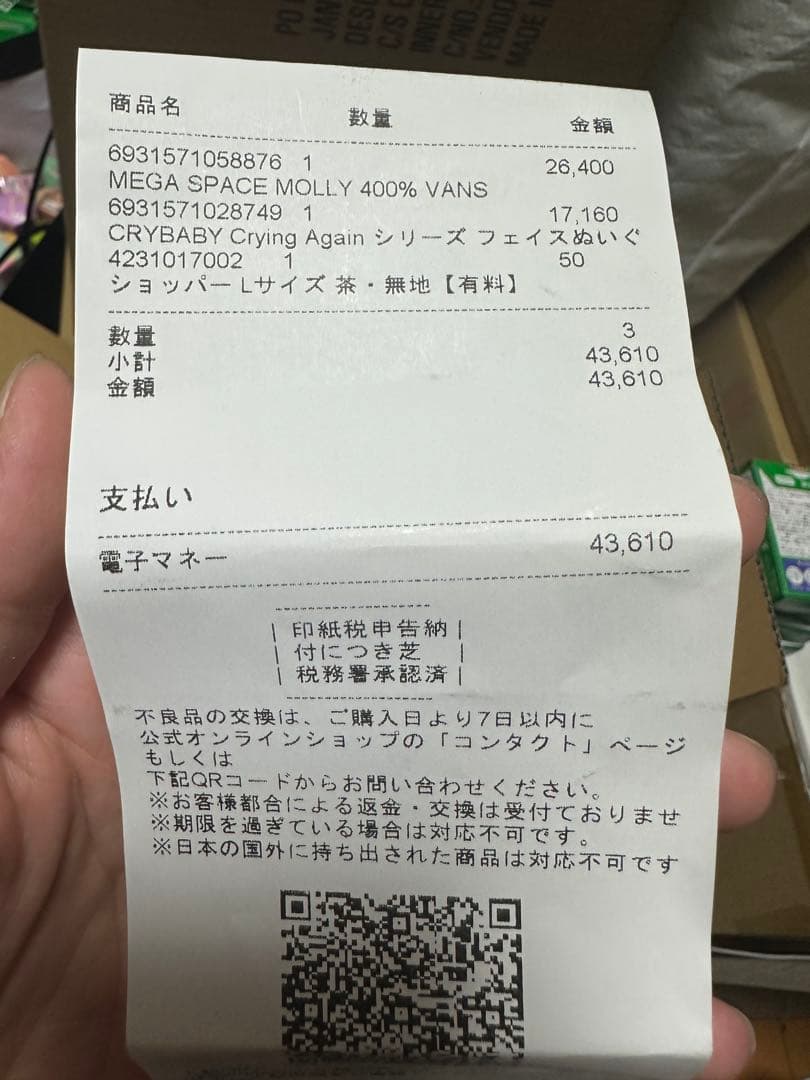 PO
JAN
DESC
C/S C
INNER
C/NO.
VENDO
MADE
商品名 数量 金額
6931571058876 1 26,400
MEGA SPACE MOLLY 400% VANS
6931571028749 1 17,160
CRYBABY Crying Again シリーズ フェイスぬいぐ
4231017002 1 50
ショッパー Lサイズ 茶・無地【有料】
数量 3
小計 43,610
金額 43,610
支払い
電子マネー 43,610
印紙税申告納
付につき芝
税務署承認済
不良品の交換は、ご購入日より7日以内に
公式オンラインショップの「コンタクト」ページ
もしくは
下記QRコードからお問い合わせください。
※お客様都合による返金・交換は受付ておりませ
※期限を過ぎている場合は対応不可です。
※日本の国外に持ち出された商品は対応不可です